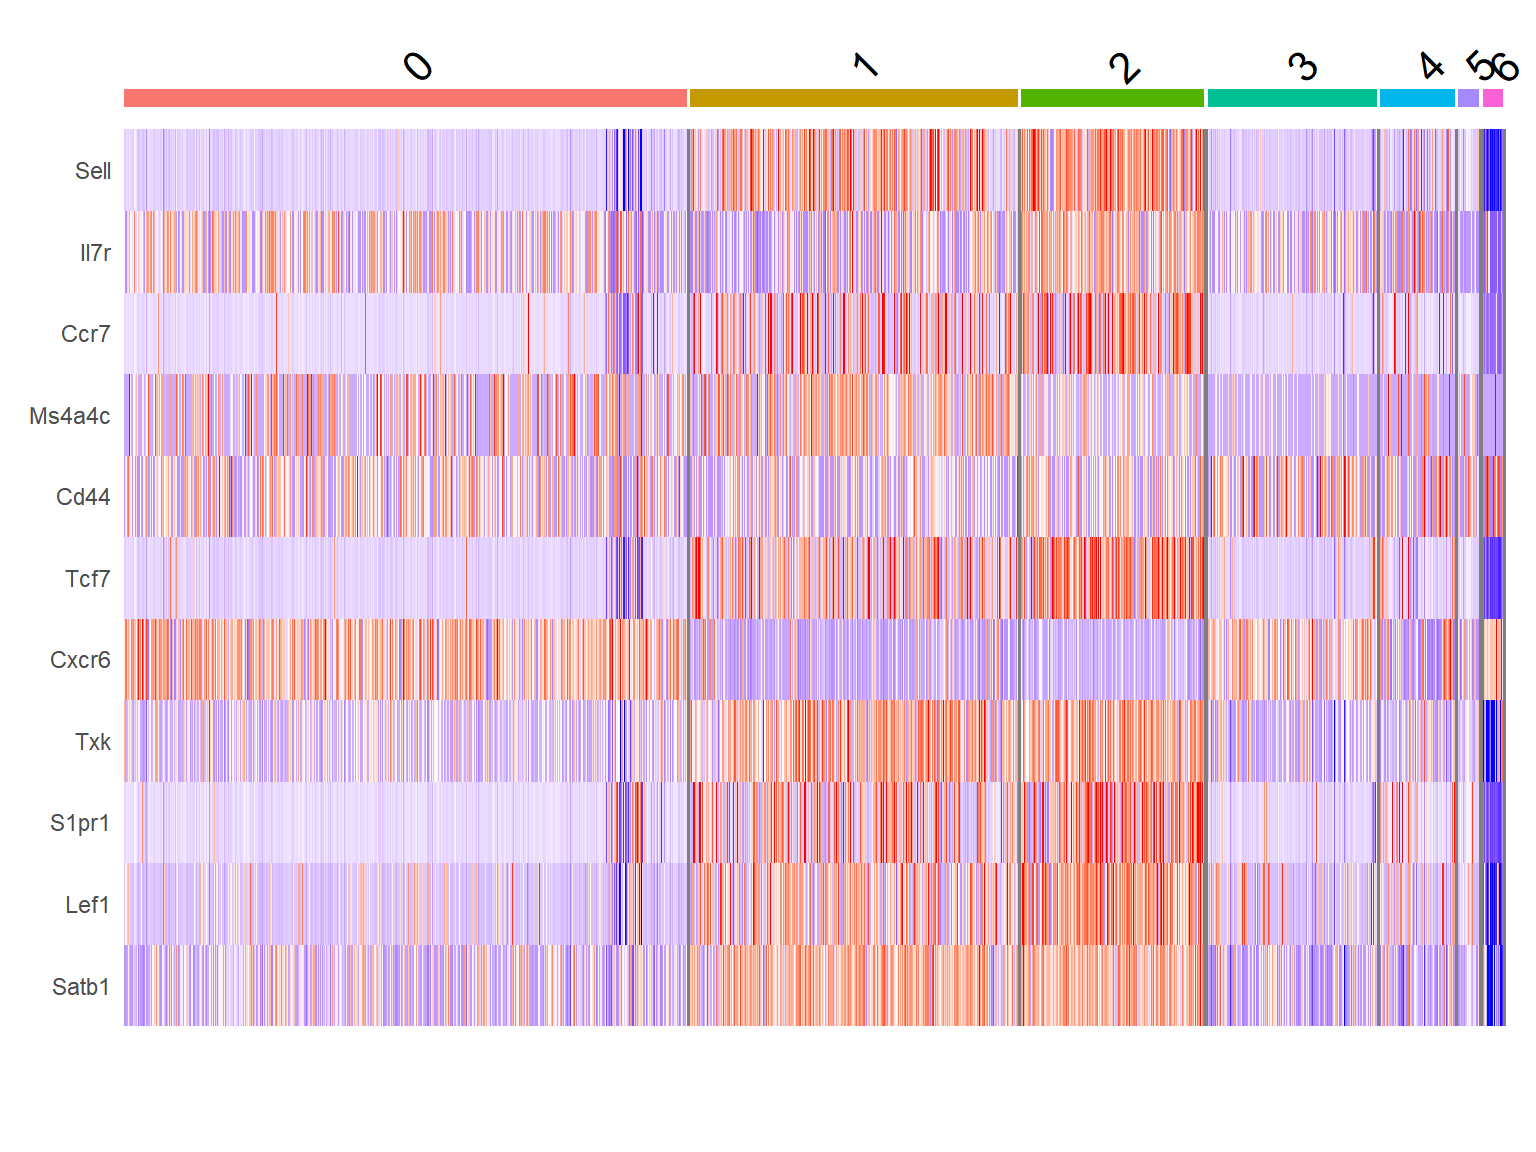 0 1 2 3 4 5 6
Sell
Il7r
Ccr7
Ms4a4c
Cd44
Tcf7
Cxcr6
Txk
S1pr1
Lef1
Satb1